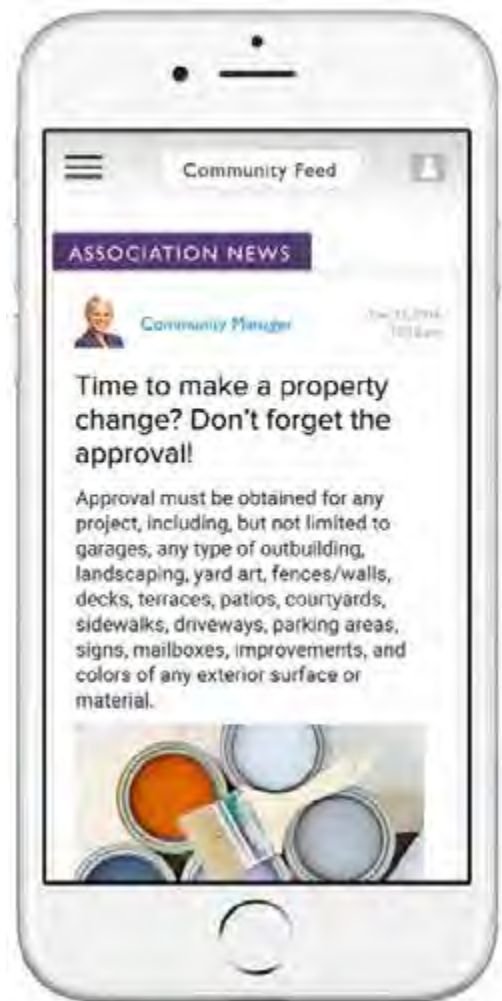 Community Feed
ASSOCIATION NEWS
Community Manager
Time to make a property
change? Don't forget the
approval!
Approval must be obtained for any
project, including, but not limited to
garages, any type of outbuilding,
landscaping, yard art, fences/walls,
decks, terraces, patios, courtyards,
sidewalks, driveways, parking areas,
signs, mailboxes, improvements, and
colors of any exterior surface or
material.